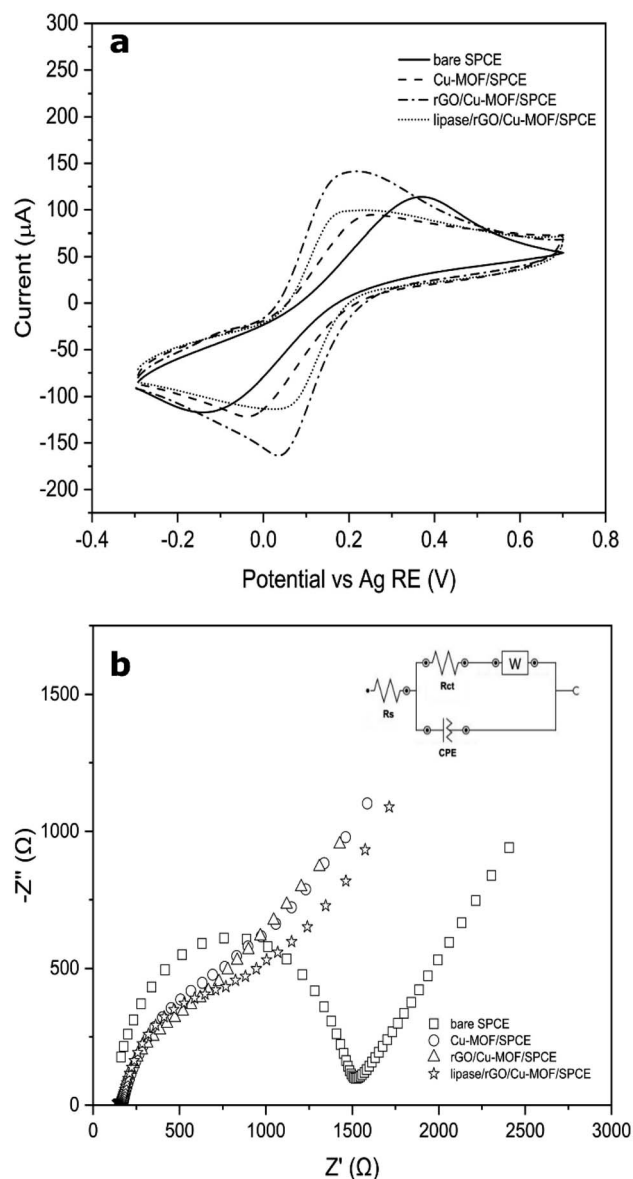 a
bare SPCE
Cu-MOF/SPCE
rGO/Cu-MOF/SPCE
lipase/rGO/Cu-MOF/SPCE
300
250
200
150
100
50
0
-50
-100
-150
-200
Current (µA)
-0.4 -0.2 0.0 0.2 0.4 0.6 0.8
Potential vs Ag RE (V)
b
Rs
Rct
W
CPE
1500
1000
500
0
-Z" (Ω)
bare SPCE
Cu-MOF/SPCE
rGO/Cu-MOF/SPCE
lipase/rGO/Cu-MOF/SPCE
0 500 1000 1500 2000 2500 3000
Z' (Ω)